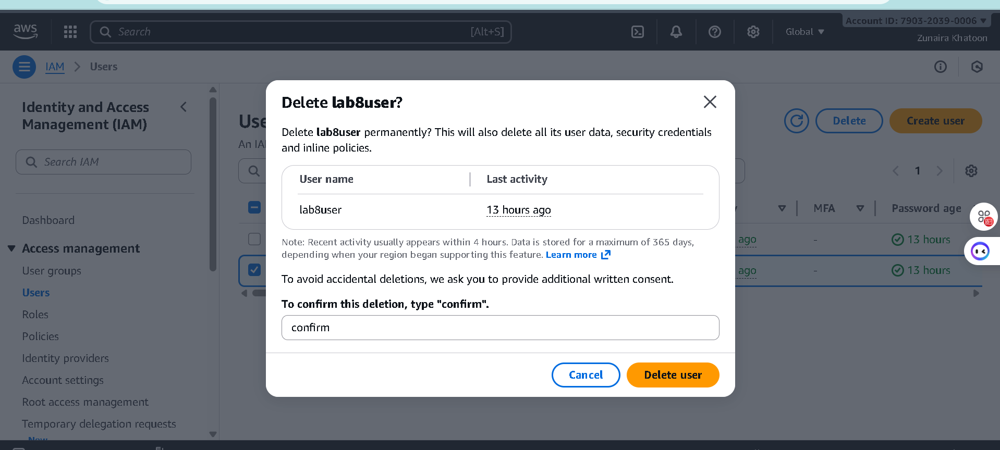 aws
Search
[Alt+S]
Global
Account ID: 7903-2039-0006
Zunaira Khatoon
IAM
Users
Identity and Access
Management (IAM)
Search IAM
Dashboard
Access management
User groups
Users
Roles
Policies
Identity providers
Account settings
Root access management
Temporary delegation requests
New
Delete
Create user
1
MFA
Password age
ago
-
13 hours
ago
-
13 hours
Delete lab8user?
Delete lab8user permanently? This will also delete all its user data, security credentials
and inline policies.
User name
Last activity
lab8user
13 hours ago
Note: Recent activity usually appears within 4 hours. Data is stored for a maximum of 365 days,
depending when your region began supporting this feature. Learn more
To avoid accidental deletions, we ask you to provide additional written consent.
To confirm this deletion, type "confirm".
confirm
Cancel
Delete user